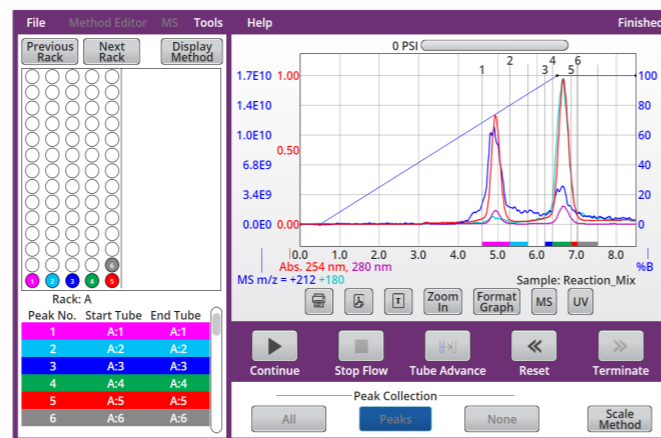 File Method Editor MS Tools Help Finished
Previous Rack
Next Rack
Display Method
6
1 2 3 4 5
Rack: A
Peak No. Start Tube End Tube
1 A:1 A:1
2 A:2 A:2
3 A:3 A:3
4 A:4 A:4
5 A:5 A:5
6 A:6 A:6
0 PSI
1 2 3 4 5 6
1.7E10 1.00 100
1.4E10 80
1.0E10 60
6.8E9 0.50 40
3.4E9 20
0.0E0 0.00 0
0.0 1.0 2.0 3.0 4.0 5.0 6.0 7.0 8.0
%B
Abs. 254 nm, 280 nm
MS m/z = +212 +180
Sample: Reaction_Mix
T
Zoom In
Format Graph
MS
UV
Continue Stop Flow Tube Advance Reset Terminate
Peak Collection
All Peaks None
Scale Method